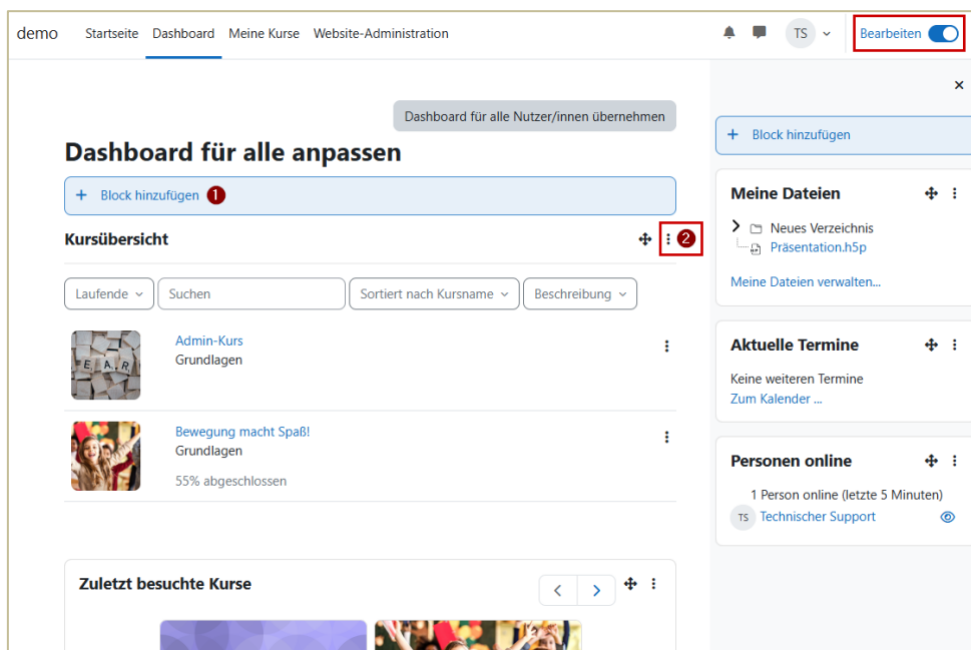 demo Startseite Dashboard Meine Kurse Website-Administration TS Bearbeiten
Dashboard für alle Nutzer/innen übernehmen
Dashboard für alle anpassen
+ Block hinzufügen 1
Kursübersicht 2
Laufende Suchen Sortiert nach Kursname Beschreibung
EAR
Admin-Kurs
Grundlagen
Bewegung macht Spaß!
Grundlagen
55% abgeschlossen
Zuletzt besuchte Kurse
+ Block hinzufügen
Meine Dateien
Neues Verzeichnis
Präsentation.h5p
Meine Dateien verwalten...
Aktuelle Termine
Keine weiteren Termine
Zum Kalender ...
Personen online
1 Person online (letzte 5 Minuten)
TS Technischer Support